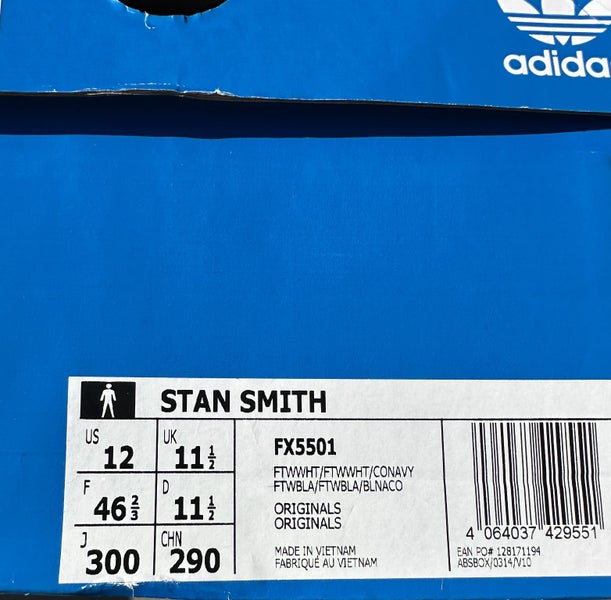 adidas
STAN SMITH
US 12 UK 11 1/2
F 46 2/3 D 11 1/2
J 300 CHN 290
FX5501
FTWWHT/FTWWHT/CONAVY
FTWBLA/FTWBLA/BLNACO
ORIGINALS
ORIGINALS
MADE IN VIETNAM
FABRIQUÉ AU VIETNAM
4 064037 429551
EAN PO# 128171194
ABSBOX/0314/V10